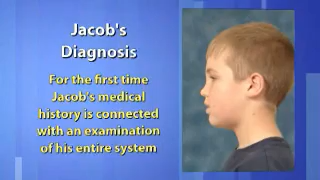 Jacob's
Diagnosis
For the first time
Jacob's medical
history is connected
with an examination
of his entire system